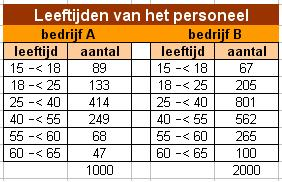 Leeftijden van het personeel
bedrijf A bedrijf B
leeftijd aantal leeftijd aantal
15 -< 18 89 15 -< 18 67
18 -< 25 133 18 -< 25 205
25 -< 40 414 25 -< 40 801
40 -< 55 249 40 -< 55 562
55 -< 60 68 55 -< 60 265
60 -< 65 47 60 -< 65 100
1000 2000